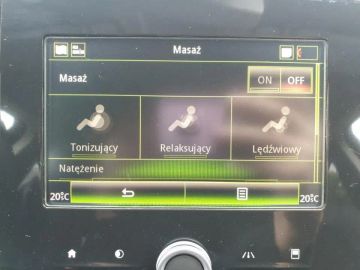 Masaż
Masaż ON OFF
Tonizujący Relaksujący Lędźwiowy
Natężenie
20°C 20°C